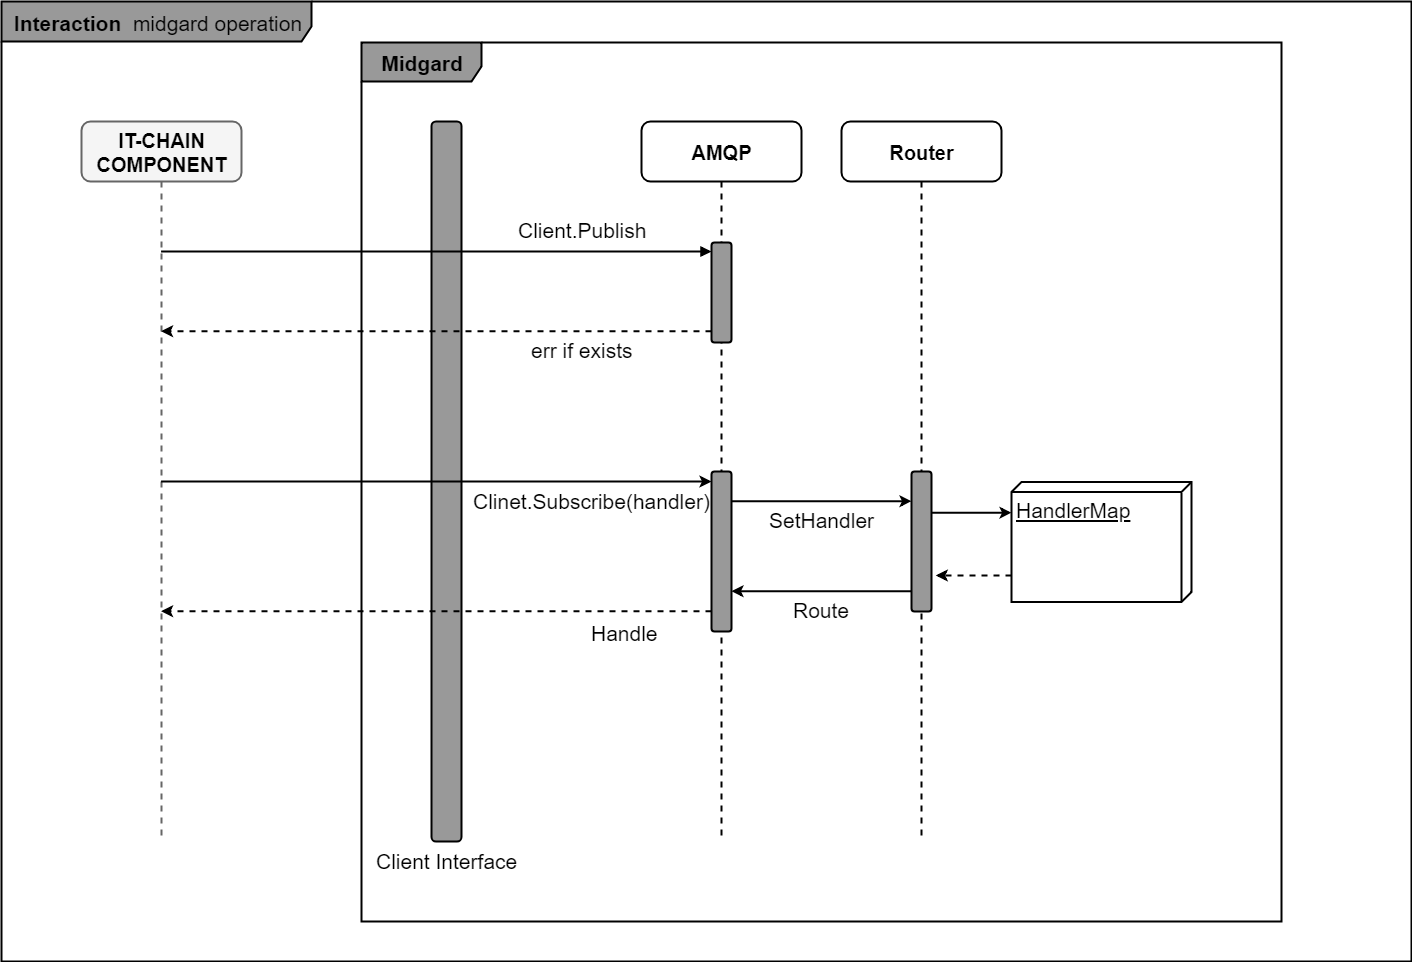 Interaction midgard operation
Midgard
IT-CHAIN
COMPONENT
AMQP
Router
Client.Publish
err if exists
Clinet.Subscribe(handler)
SetHandler
HandlerMap
Route
Handle
Client Interface